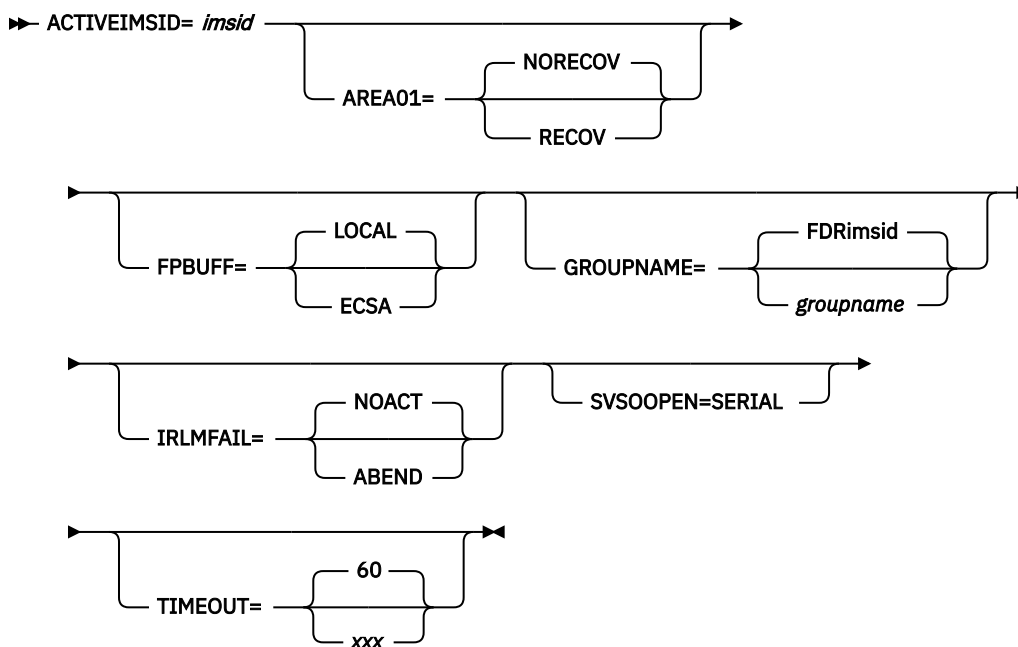 ACTIVEIMSID= imsid
NORECOV
AREA01=
RECOV
LOCAL
FPBUFF=
ECSA
FDRimsid
GROUPNAME=
groupname
NOACT
IRLMFAIL=
ABEND
SVSOOPEN=SERIAL
60
TIMEOUT=
xxx